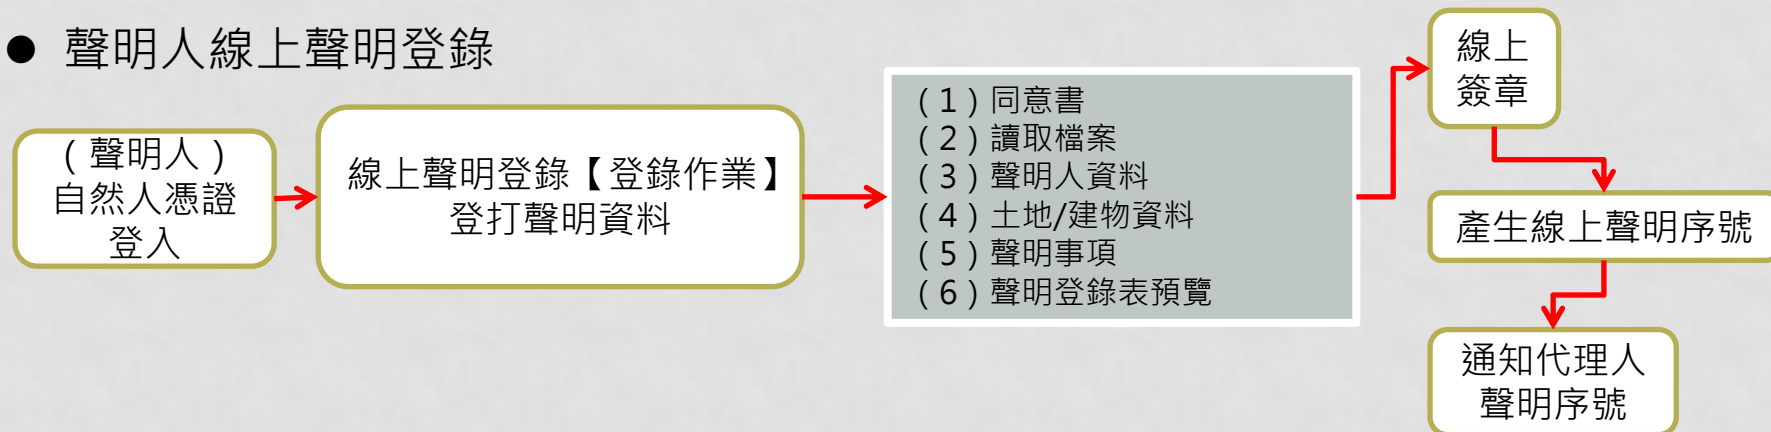 ● 聲明人線上聲明登錄
(聲明人)
自然人憑證
登入
線上聲明登錄【登錄作業】
登打聲明資料
(1)同意書
(2)讀取檔案
(3)聲明人資料
(4)土地/建物資料
(5)聲明事項
(6)聲明登錄表預覽
線上
簽章
產生線上聲明序號
通知代理人
聲明序號